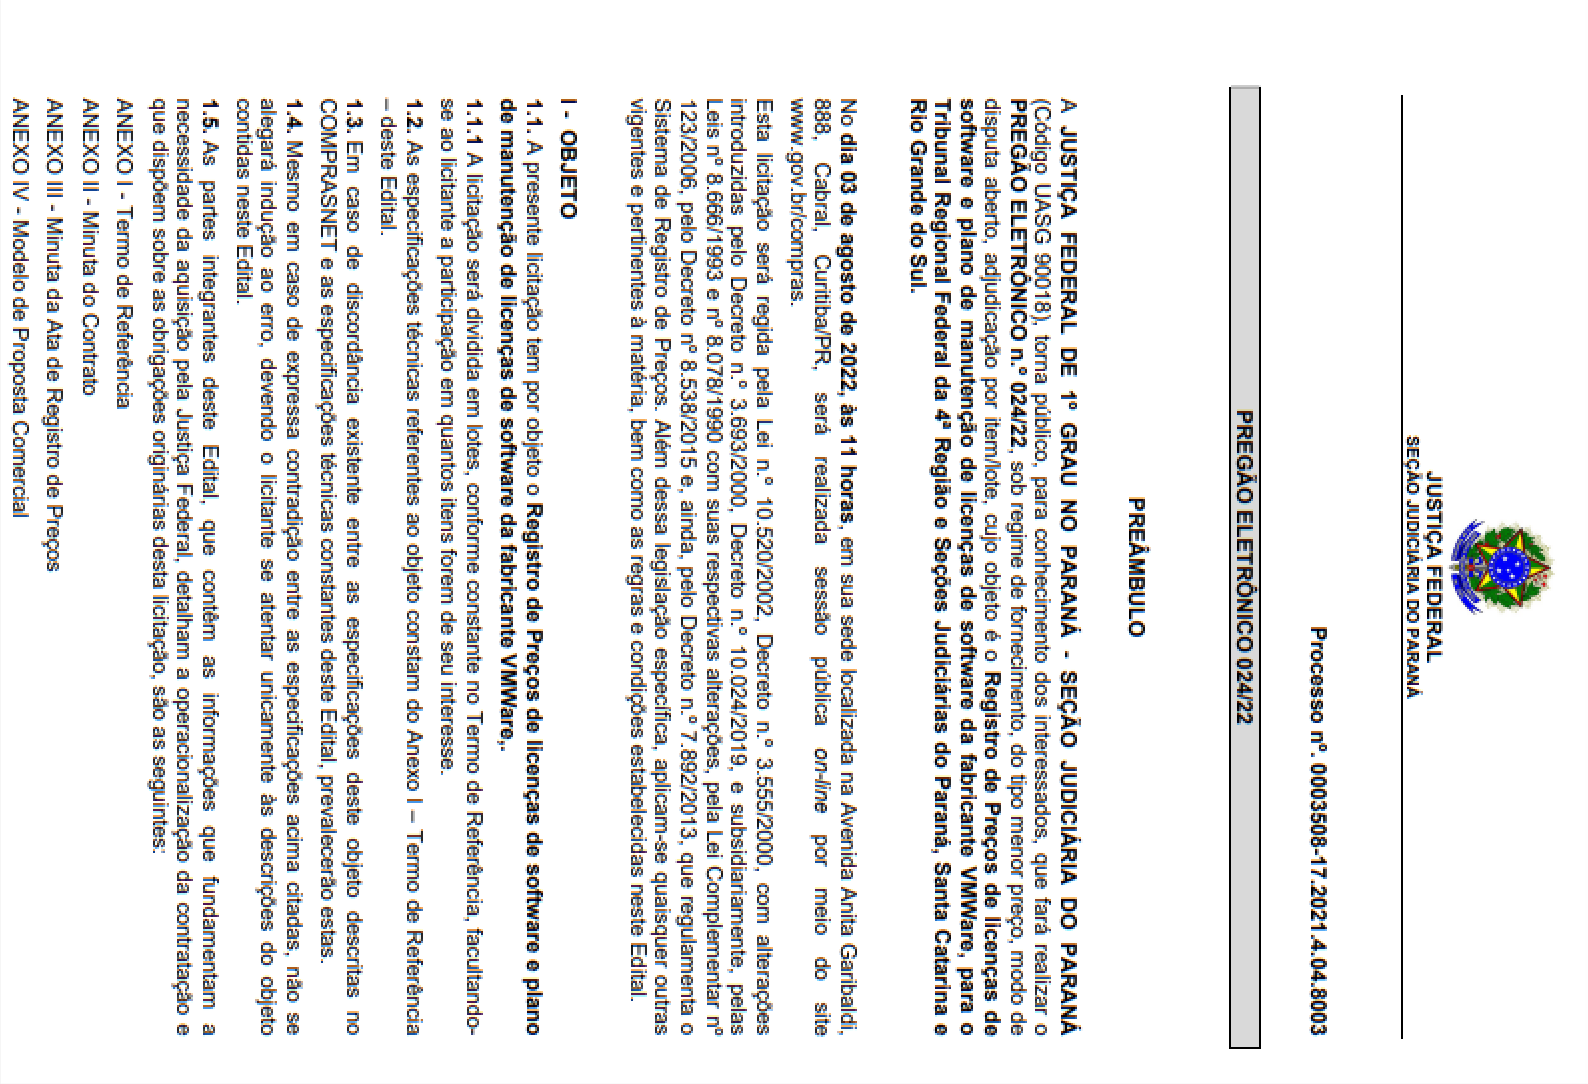 JUSTIÇA FEDERAL
SEÇÃO JUDICIÁRIA DO PARANÁ
Processo nº. 0003508-17.2021.4.04.8003
PREGÃO ELETRÔNICO 024/22
PREÂMBULO
A JUSTIÇA FEDERAL DE 1º GRAU NO PARANÁ - SEÇÃO JUDICIÁRIA DO PARANÁ
(Código UASG 90018), torna público, para conhecimento dos interessados, que fará realizar o
PREGÃO ELETRÔNICO n.º 024/22, sob regime de fornecimento, do tipo menor preço, modo de
disputa aberto, adjudicação por item/lote, cujo objeto é o Registro de Preços de licenças de
software e plano de manutenção de licenças de software da fabricante VMWare, para o
Tribunal Regional Federal da 4ª Região e Seções Judiciárias do Paraná, Santa Catarina e
Rio Grande do Sul.
No dia 03 de agosto de 2022, às 11 horas, em sua sede localizada na Avenida Anita Garibaldi,
888, Cabral, Curitiba/PR, será realizada sessão pública on-line por meio do site
www.gov.br/compras.
Esta licitação será regida pela Lei n.º 10.520/2002, Decreto n.º 3.555/2000, com alterações
introduzidas pelo Decreto n.º 3.693/2000, Decreto n.º 10.024/2019, e subsidiariamente, pelas
Leis nº 8.666/1993 e nº 8.078/1990 com suas respectivas alterações, pela Lei Complementar nº
123/2006, pelo Decreto nº 8.538/2015 e, ainda, pelo Decreto n.º 7.892/2013, que regulamenta o
Sistema de Registro de Preços. Além dessa legislação específica, aplicam-se quaisquer outras
vigentes e pertinentes à matéria, bem como as regras e condições estabelecidas neste Edital.
I - OBJETO
1.1. A presente licitação tem por objeto o Registro de Preços de licenças de software e plano
de manutenção de licenças de software da fabricante VMWare,.
1.1.1 A licitação será dividida em lotes, conforme constante no Termo de Referência, facultando-
se ao licitante a participação em quantos itens forem de seu interesse.
1.2. As especificações técnicas referentes ao objeto constam do Anexo I – Termo de Referência
– deste Edital.
1.3. Em caso de discordância existente entre as especificações deste objeto descritas no
COMPRASNET e as especificações técnicas constantes deste Edital, prevalecerão estas.
1.4. Mesmo em caso de expressa contradição entre as especificações acima citadas, não se
alegará indução ao erro, devendo o licitante se atentar unicamente às descrições do objeto
contidas neste Edital.
1.5. As partes integrantes deste Edital, que contêm as informações que fundamentam a
necessidade da aquisição pela Justiça Federal, detalham a operacionalização da contratação e
que dispõem sobre as obrigações originárias desta licitação, são as seguintes:
ANEXO I - Termo de Referência
ANEXO II - Minuta do Contrato
ANEXO III - Minuta da Ata de Registro de Preços
ANEXO IV - Modelo de Proposta Comercial